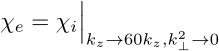 χ_e = χ_i |_{k_z→60k_z, k_⊥^2→0}